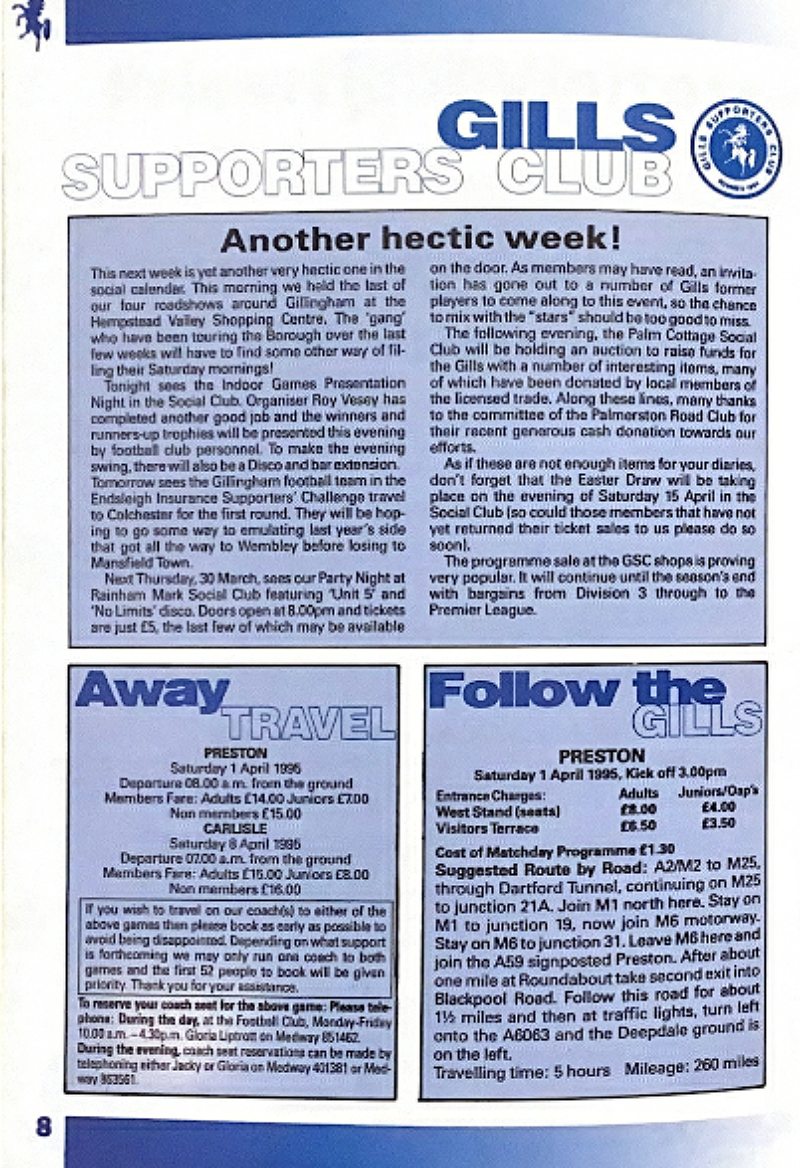 GILLS
SUPPORTERS CLUB
GILLS SUPPORTERS CLUB
Another hectic week!
This next week is yet another very hectic one in the
social calendar. This morning we held the last of
our four roadshows around Gillingham at the
Hempstead Valley Shopping Centre. The 'gang'
who have been touring the Borough over the last
few weeks will have to find some other way of fil-
ling their Saturday mornings!
Tonight sees the Indoor Games Presentation
Night in the Social Club. Organiser Roy Vesey has
completed another good job and the winners and
runners-up trophies will be presented this evening
by football club personnel. To make the evening
swing, there will also be a Disco and bar extension.
Tomorrow sees the Gillingham football team in the
Endsleigh Insurance Supporters' Challenge travel
to Colchester for the first round. They will be hop-
ing to go some way to emulating last year's side
that got all the way to Wembley before losing to
Mansfield Town.
Next Thursday, 30 March, sees our Party Night at
Rainham Mark Social Club featuring 'Unit 5' and
'No Limits' disco. Doors open at 8.00pm and tickets
are just £5, the last few of which may be available
on the door. As members may have read, an invita-
tion has gone out to a number of Gills former
players to come along to this event, so the chance
to mix with the "stars" should be too good to miss.
The following evening, the Palm Cottage Social
Club will be holding an auction to raise funds for
the Gills with a number of interesting items, many
of which have been donated by local members of
the licensed trade. Along these lines, many thanks
to the committee of the Palmerston Road Club for
their recent generous cash donation towards our
efforts.
As if these are not enough items for your diaries,
don't forget that the Easter Draw will be taking
place on the evening of Saturday 15 April in the
Social Club (so could those members that have not
yet returned their ticket sales to us please do so
soon).
The programme sale at the GSC shops is proving
very popular. It will continue until the season's end
with bargains from Division 3 through to the
Premier League.
Away
TRAVEL
PRESTON
Saturday 1 April 1995
Departure 08.00 a.m. from the ground
Members Fare: Adults £14.00 Juniors £7.00
Non members £15.00
CARLISLE
Saturday 8 April 1995
Departure 07.00 a.m. from the ground
Members Fare: Adults £15.00 Juniors £8.00
Non members £16.00
If you wish to travel on our coach(s) to either of the
above games then please book as early as possible to
avoid being disappointed. Depending on what support
is forthcoming we may only run one coach to both
games and the first 52 people to book will be given
priority. Thank you for your assistance.
To reserve your coach seat for the above game: Please tele-
phone: During the day, at the Football Club, Monday-Friday
10.00 a.m. – 4.30p.m. Gloria Liptrott on Medway 851462.
During the evening, coach seat reservations can be made by
telephoning either Jacky or Gloria on Medway 401381 or Med-
way 863561.
Follow the
GILLS
PRESTON
Saturday 1 April 1995, Kick off 3.00pm
Entrance Charges: Adults Juniors/Oap's
West Stand (seats) £8.00 £4.00
Visitors Terrace £6.50 £3.50
Cost of Matchday Programme £1.30
Suggested Route by Road: A2/M2 to M25,
through Dartford Tunnel, continuing on M25
to junction 21A. Join M1 north here. Stay on
M1 to junction 19, now join M6 motorway.
Stay on M6 to junction 31. Leave M6 here and
join the A59 signposted Preston. After about
one mile at Roundabout take second exit into
Blackpool Road. Follow this road for about
1½ miles and then at traffic lights, turn left
onto the A6063 and the Deepdale ground is
on the left.
Travelling time: 5 hours Mileage: 260 miles
8